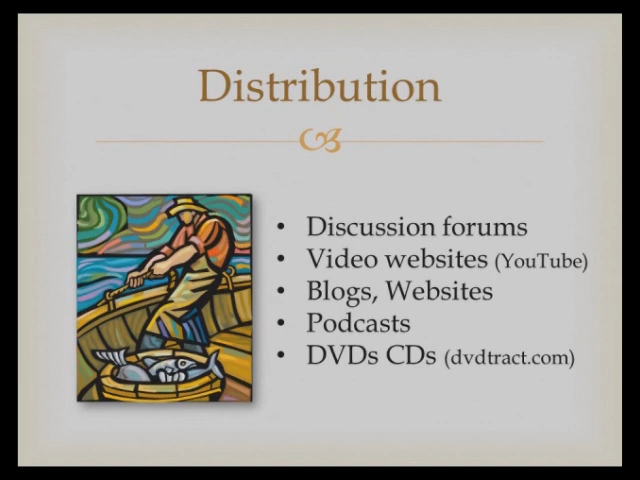 Distribution
• Discussion forums
• Video websites (YouTube)
• Blogs, Websites
• Podcasts
• DVDs CDs (dvdtract.com)